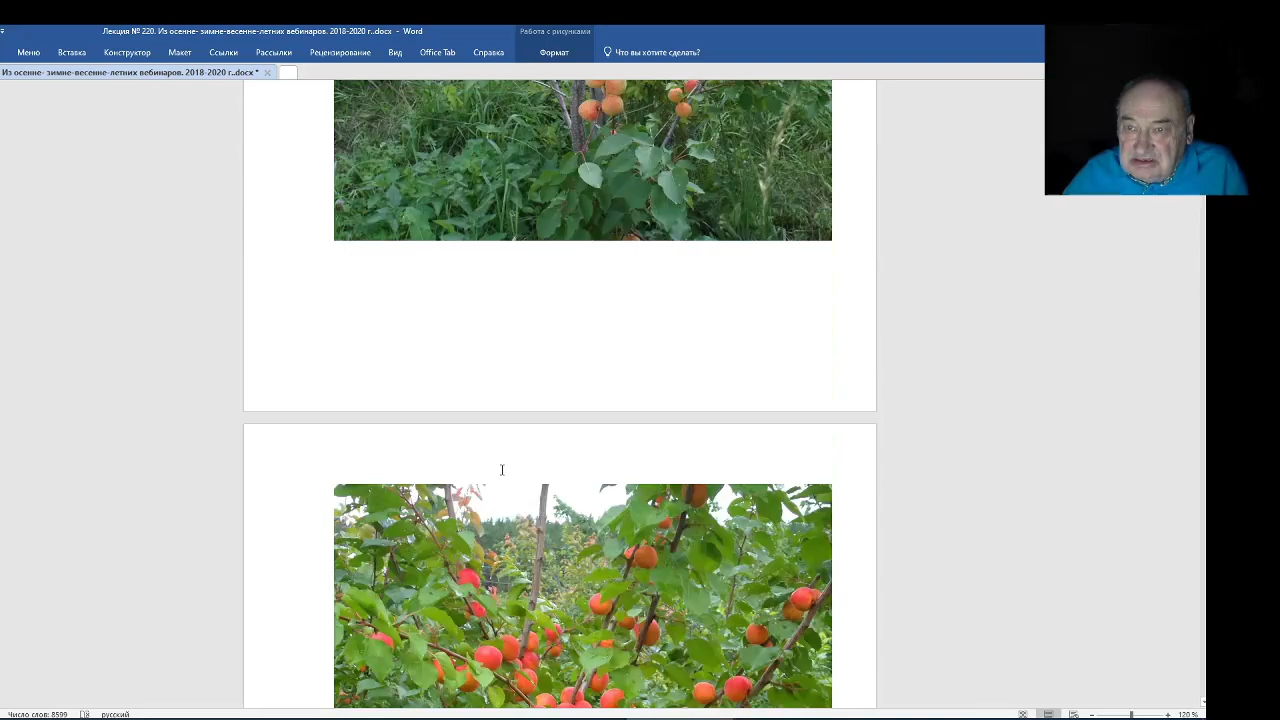 Лекция № 220. Из осенне- зимне-весенне-летних вебинаров. 2018-2020 г..docx - Word
Работа с рисунками
Меню Вставка Конструктор Макет Ссылки Рассылки Рецензирование Вид Office Tab Справка Формат Что вы хотите сделать?
Из осенне- зимне-весенне-летних вебинаров. 2018-2020 г..docx *
Число слов: 8599 русский 120 %